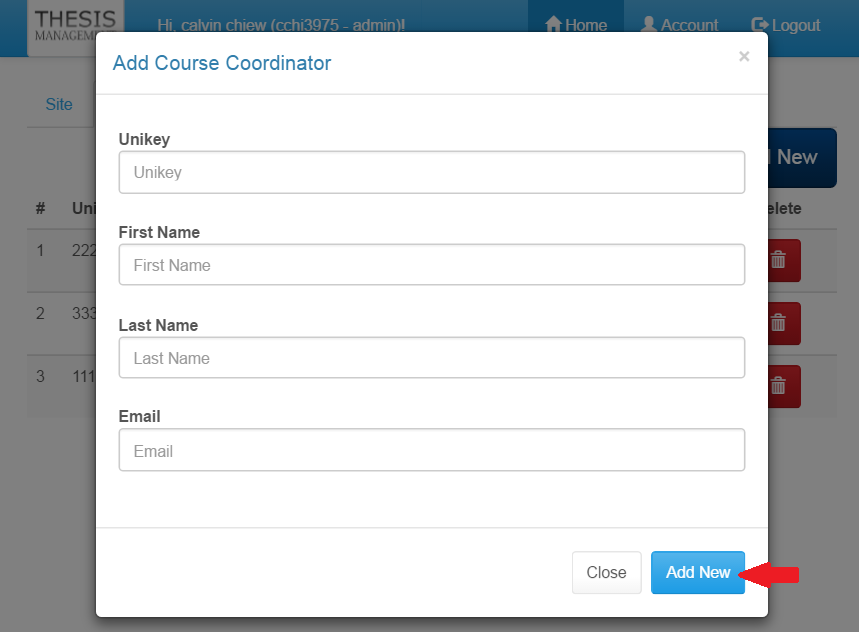 THESIS
MANAGEM
Hi, calvin chiew (cchi3975 - admin)!
Home
Account
Logout
Add Course Coordinator
×
Site
Unikey
Unikey
New
# Uni elete
First Name
1 222
First Name
2 333
Last Name
Last Name
3 111
Email
Email
Close
Add New